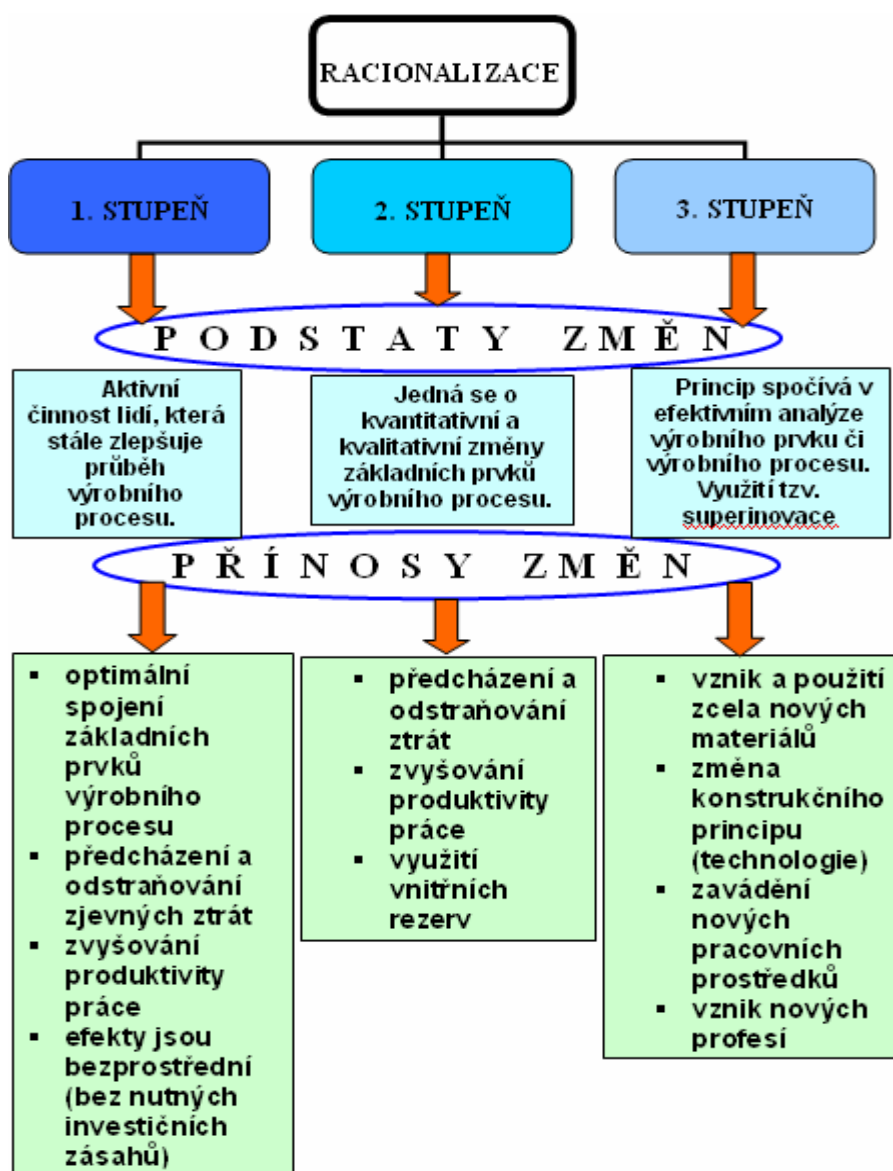 RACIONALIZACE
1. STUPEŇ
2. STUPEŇ
3. STUPEŇ
PODSTATY ZMĚN
Aktivní
činnost lidí, která
stále zlepšuje
průběh
výrobního
procesu.
Jedná se o
kvantitativní a
kvalitativní změny
základních prvků
výrobního procesu.
Princip spočívá v
efektivním analýze
výrobního prvku či
výrobního procesu.
Využití tzv.
superinovace
PŘÍNOSY ZMĚN
▪ optimální
spojení
základních
prvků
výrobního
procesu
▪ předcházení a
odstraňování
zjevných ztrát
▪ zvyšování
produktivity
práce
▪ efekty jsou
bezprostřední
(bez nutných
investičních
zásahů)
▪ předcházení a
odstraňování
ztrát
▪ zvyšování
produktivity
práce
▪ využití
vnitřních
rezerv
▪ vznik a použití
zcela nových
materiálů
▪ změna
konstrukčního
principu
(technologie)
▪ zavádění
nových
pracovních
prostředků
▪ vznik nových
profesí